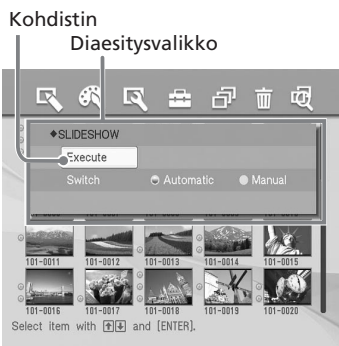 Kohdistin
Diaesitysvalikko
◆SLIDESHOW
Execute
Switch Automatic Manual
101-0011 101-0012 101-0013 101-0014 101-0015
101-0016 101-0017 101-0018 101-0019 101-0020
Select item with [↑][↓] and [ENTER].